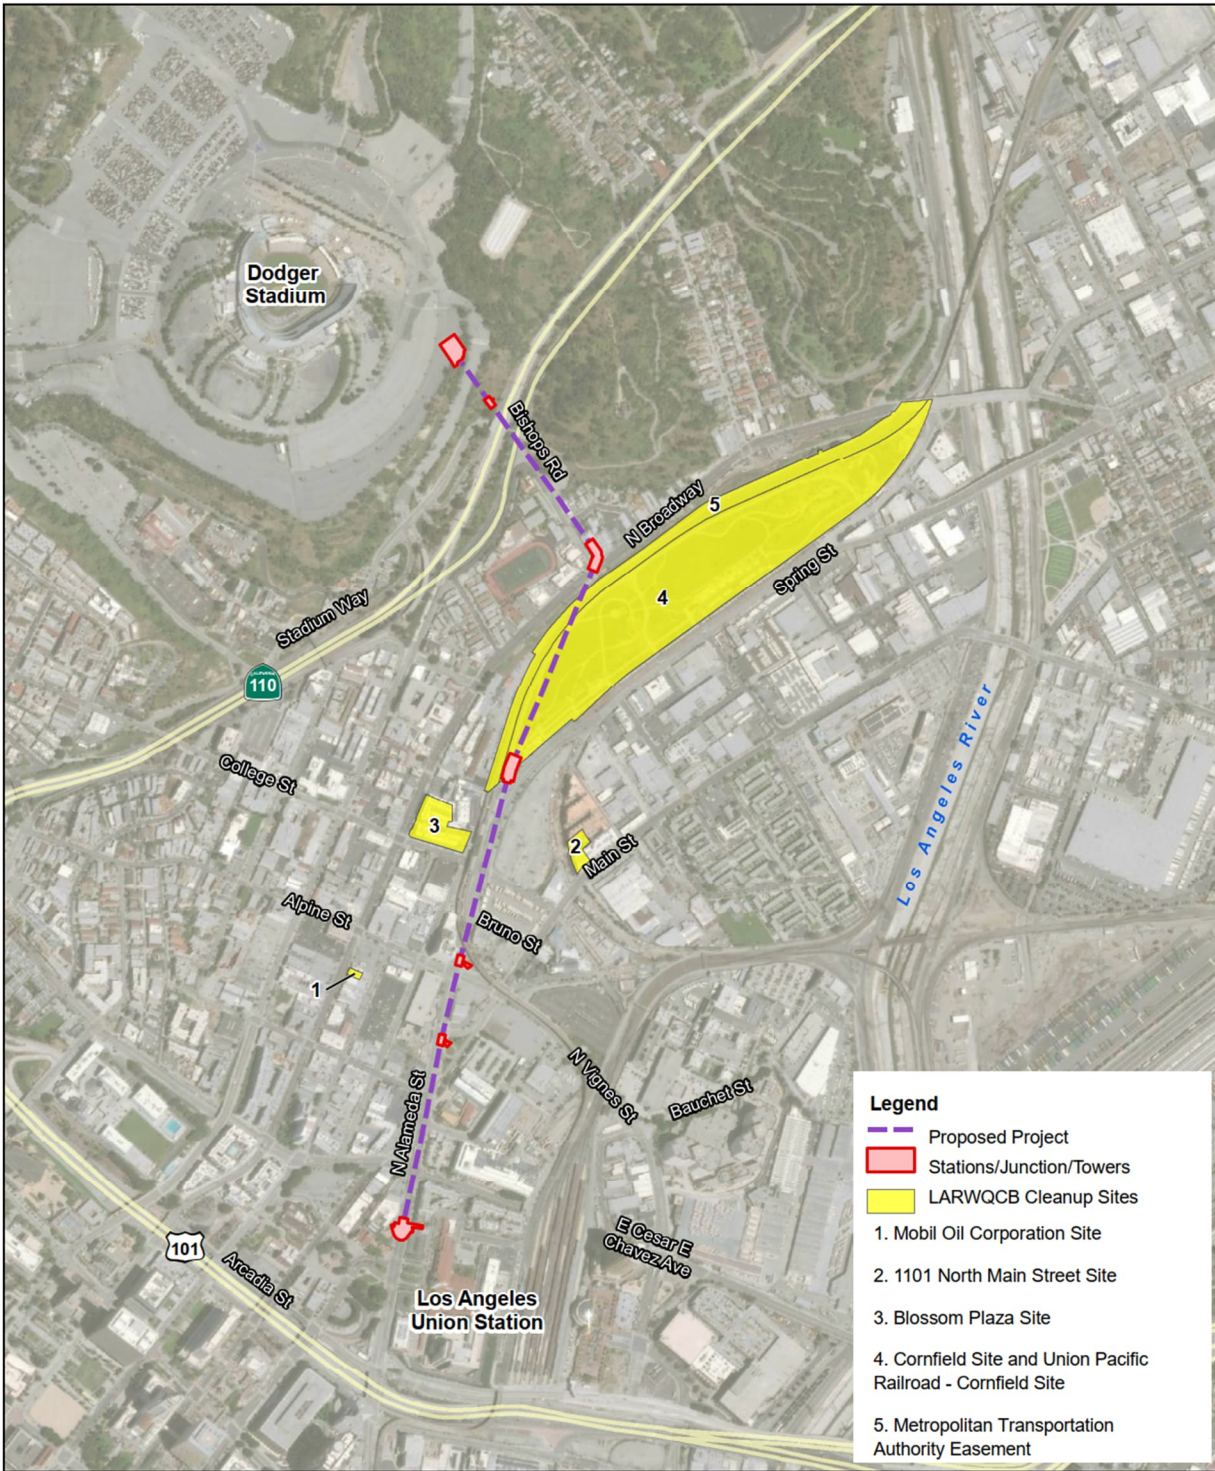 Dodger
Stadium
Bishops Rd
N Broadway
5
4
Spring St
Stadium Way
CALIFORNIA
110
College St
3
2
Main St
Los Angeles River
Alpine St
Bruno St
1
N Vignes St
Bauchet St
N Alameda St
E Cesar E
Chavez Ave
101
Arcadia St
Los Angeles
Union Station
Legend
Proposed Project
Stations/Junction/Towers
LARWQCB Cleanup Sites
1. Mobil Oil Corporation Site
2. 1101 North Main Street Site
3. Blossom Plaza Site
4. Cornfield Site and Union Pacific
Railroad - Cornfield Site
5. Metropolitan Transportation
Authority Easement